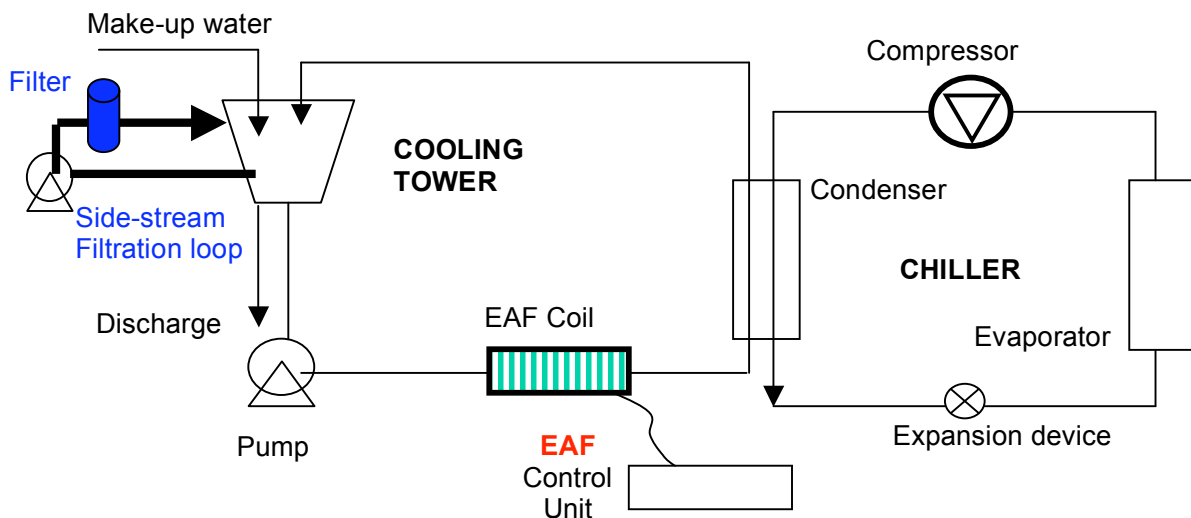 Make-up water
Filter
COOLING
TOWER
Side-stream
Filtration loop
Discharge
Pump
EAF Coil
EAF
Control
Unit
Compressor
Condenser
CHILLER
Evaporator
Expansion device